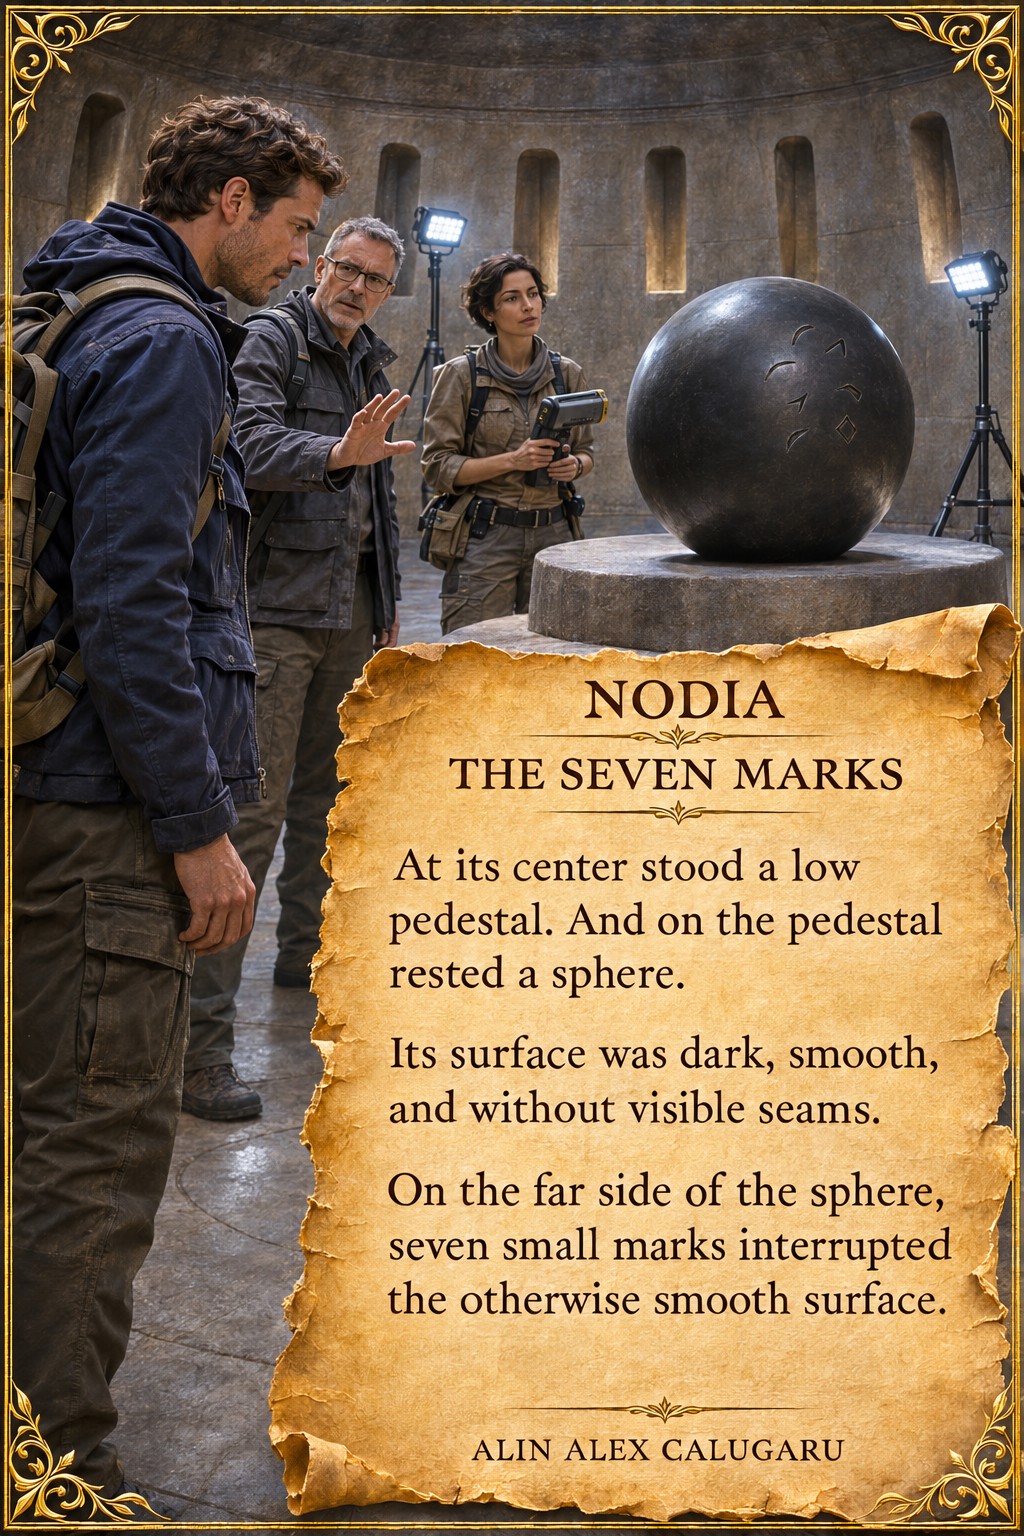 NODIA
THE SEVEN MARKS
At its center stood a low
pedestal. And on the pedestal
rested a sphere.
Its surface was dark, smooth,
and without visible seams.
On the far side of the sphere,
seven small marks interrupted
the otherwise smooth surface.
ALIN ALEX CALUGARU